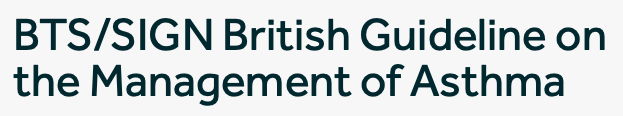 BTS/SIGN British Guideline on
the Management of Asthma